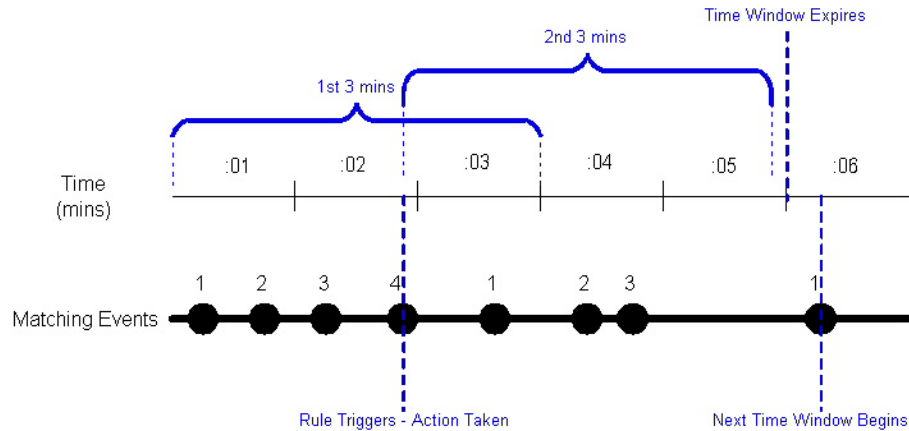 Time Window Expires
2nd 3 mins
1st 3 mins
:01 :02 :03 :04 :05 :06
Time
(mins)
1 2 3 4 1 2 3 1
Matching Events
Rule Triggers - Action Taken
Next Time Window Begins